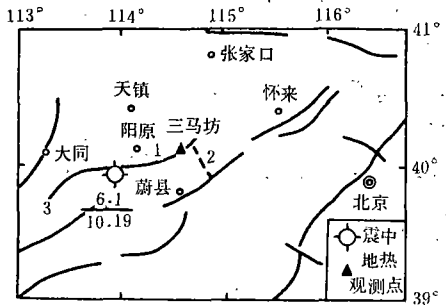 113° 114° 115° 116° 41°
张家口
天镇
怀来
阳原 三马坊
大同 1 40°
2
蔚县
3 6.1 北京
10.19
震中
地热
观测点
39°